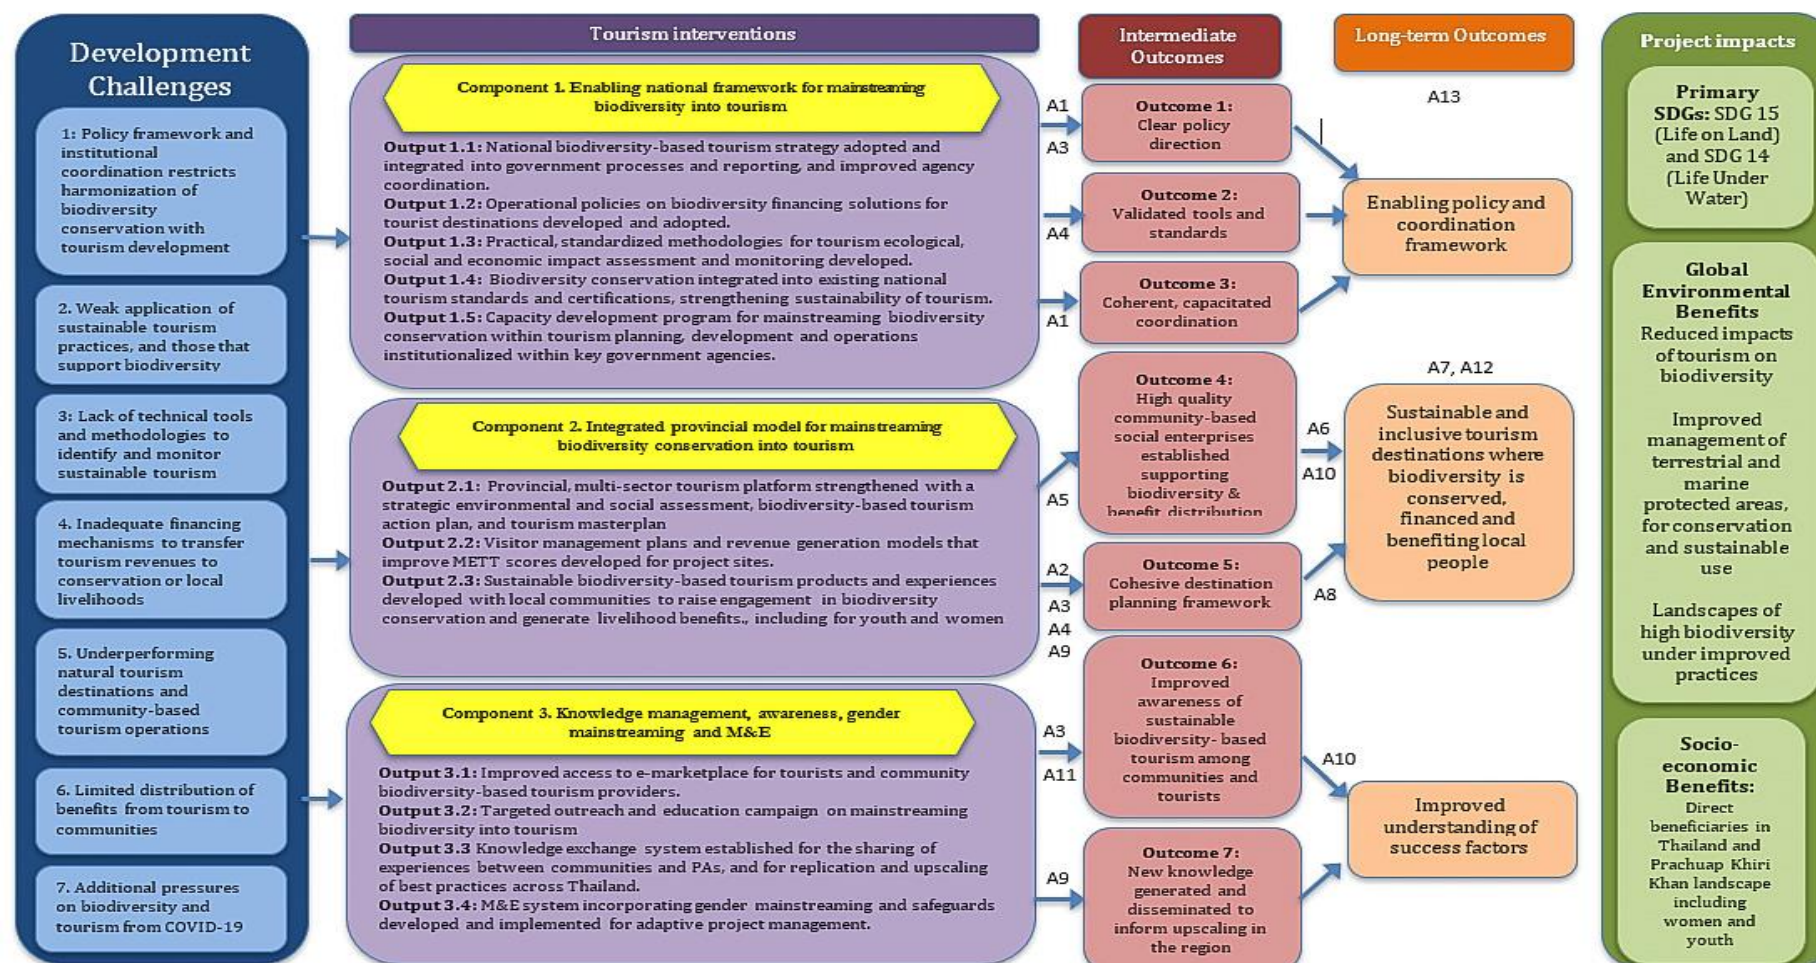 Development
Challenges
1: Policy framework and
institutional
coordination restricts
harmonization of
biodiversity
conservation with
tourism development
2. Weak application of
sustainable tourism
practices, and those that
support biodiversity
3: Lack of technical tools
and methodologies to
identify and monitor
sustainable tourism
4. Inadequate financing
mechanisms to transfer
tourism revenues to
conservation or local
livelihoods
5. Underperforming
natural tourism
destinations and
community-based
tourism operations
6. Limited distribution of
benefits from tourism to
communities
7. Additional pressures
on biodiversity and
tourism from COVID-19
Tourism interventions
Component 1. Enabling national framework for mainstreaming
biodiversity into tourism
Output 1.1: National biodiversity-based tourism strategy adopted and
integrated into government processes and reporting, and improved agency
coordination.
Output 1.2: Operational policies on biodiversity financing solutions for
tourist destinations developed and adopted.
Output 1.3: Practical, standardized methodologies for tourism ecological,
social and economic impact assessment and monitoring developed.
Output 1.4: Biodiversity conservation integrated into existing national
tourism standards and certifications, strengthening sustainability of tourism.
Output 1.5: Capacity development program for mainstreaming biodiversity
conservation within tourism planning, development and operations
institutionalized within key government agencies.
Component 2. Integrated provincial model for mainstreaming
biodiversity conservation into tourism
Output 2.1: Provincial, multi-sector tourism platform strengthened with a
strategic environmental and social assessment, biodiversity-based tourism
action plan, and tourism masterplan
Output 2.2: Visitor management plans and revenue generation models that
improve METT scores developed for project sites.
Output 2.3: Sustainable biodiversity-based tourism products and experiences
developed with local communities to raise engagement in biodiversity
conservation and generate livelihood benefits., including for youth and women
Component 3. Knowledge management, awareness, gender
mainstreaming and M&E
Output 3.1: Improved access to e-marketplace for tourists and community
biodiversity-based tourism providers.
Output 3.2: Targeted outreach and education campaign on mainstreaming
biodiversity into tourism
Output 3.3 Knowledge exchange system established for the sharing of
experiences between communities and PAs, and for replication and upscaling
of best practices across Thailand.
Output 3.4: M&E system incorporating gender mainstreaming and safeguards
developed and implemented for adaptive project management.
A1
A3
A4
A1
A5
A2
A3
A4
A9
A3
A11
A9
Intermediate
Outcomes
Outcome 1:
Clear policy
direction
Outcome 2:
Validated tools and
standards
Outcome 3:
Coherent, capacitated
coordination
Outcome 4:
High quality
community-based
social enterprises
established
supporting
biodiversity &
benefit distribution
Outcome 5:
Cohesive destination
planning framework
Outcome 6:
Improved
awareness of
sustainable
biodiversity- based
tourism among
communities and
tourists
Outcome 7:
New knowledge
generated and
disseminated to
inform upscaling in
the region
A6
A10
A8
A10
Long-term Outcomes
A13
Enabling policy and
coordination
framework
A7, A12
Sustainable and
inclusive tourism
destinations where
biodiversity is
conserved,
financed and
benefiting local
people
Improved
understanding of
success factors
Project impacts
Primary
SDGs: SDG 15
(Life on Land)
and SDG 14
(Life Under
Water)
Global
Environmental
Benefits
Reduced impacts
of tourism on
biodiversity
Improved
management of
terrestrial and
marine
protected areas,
for conservation
and sustainable
use
Landscapes of
high biodiversity
under improved
practices
Socio-
economic
Benefits:
Direct
beneficiaries in
Thailand and
Prachuap Khiri
Khan landscape
including
women and
youth